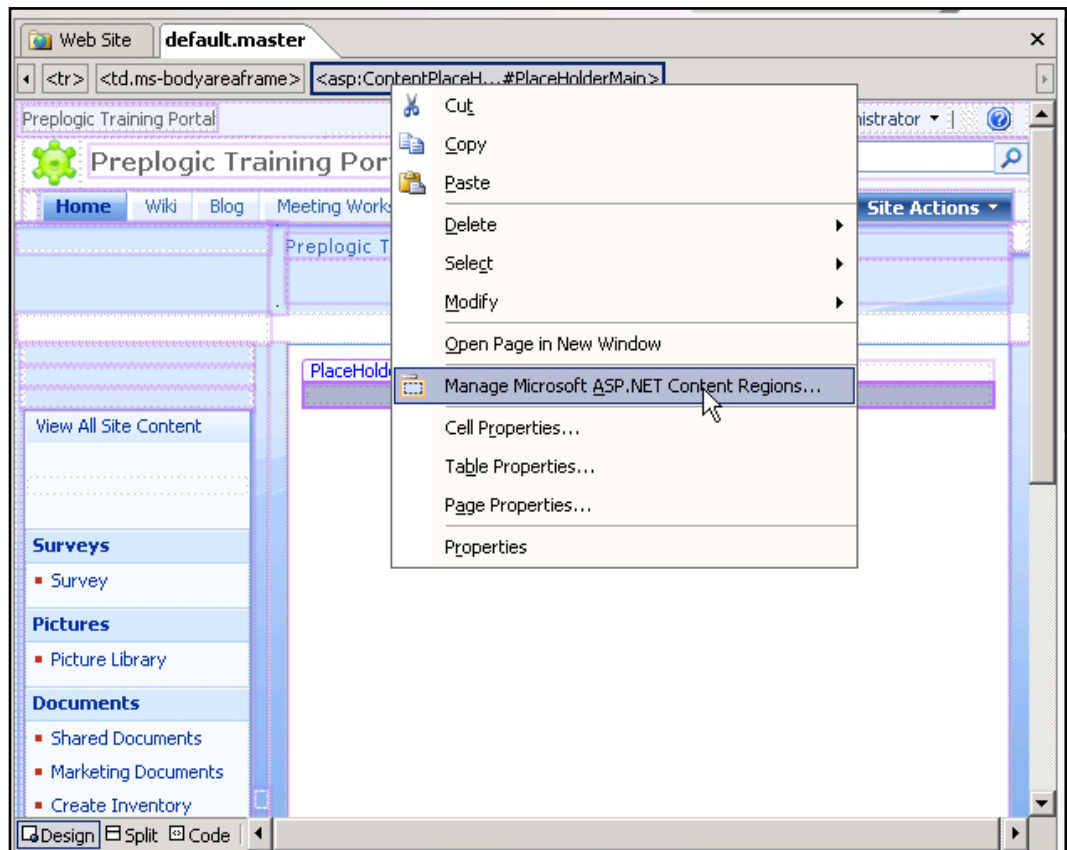 Web Site default.master
<tr> <td.ms-bodyareaframe> <asp:ContentPlaceH...#PlaceHolderMain>
Preplogic Training Portal
Preplogic Training Por
Home Wiki Blog Meeting Works Site Actions
Preplogic T
PlaceHold
View All Site Content
Surveys
Survey
Pictures
Picture Library
Documents
Shared Documents
Marketing Documents
Create Inventory
Design Split Code
Cut
Copy
Paste
Delete
Select
Modify
Open Page in New Window
Manage Microsoft ASP.NET Content Regions...
Cell Properties...
Table Properties...
Page Properties...
Properties